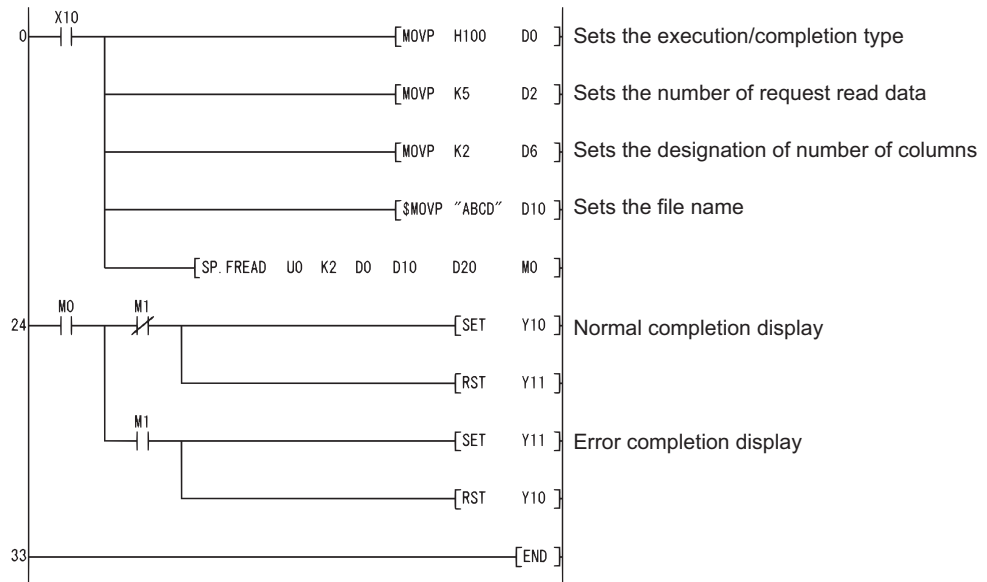 X10
0 [MOVP H100 D0 ] Sets the execution/completion type
[MOVP K5 D2 ] Sets the number of request read data
[MOVP K2 D6 ] Sets the designation of number of columns
[$MOVP "ABCD" D10 ] Sets the file name
[SP.FREAD U0 K2 D0 D10 D20 M0 ]
M0 M1
24 [SET Y10 ] Normal completion display
[RST Y11 ]
M1
[SET Y11 ] Error completion display
[RST Y10 ]
33 [END ]